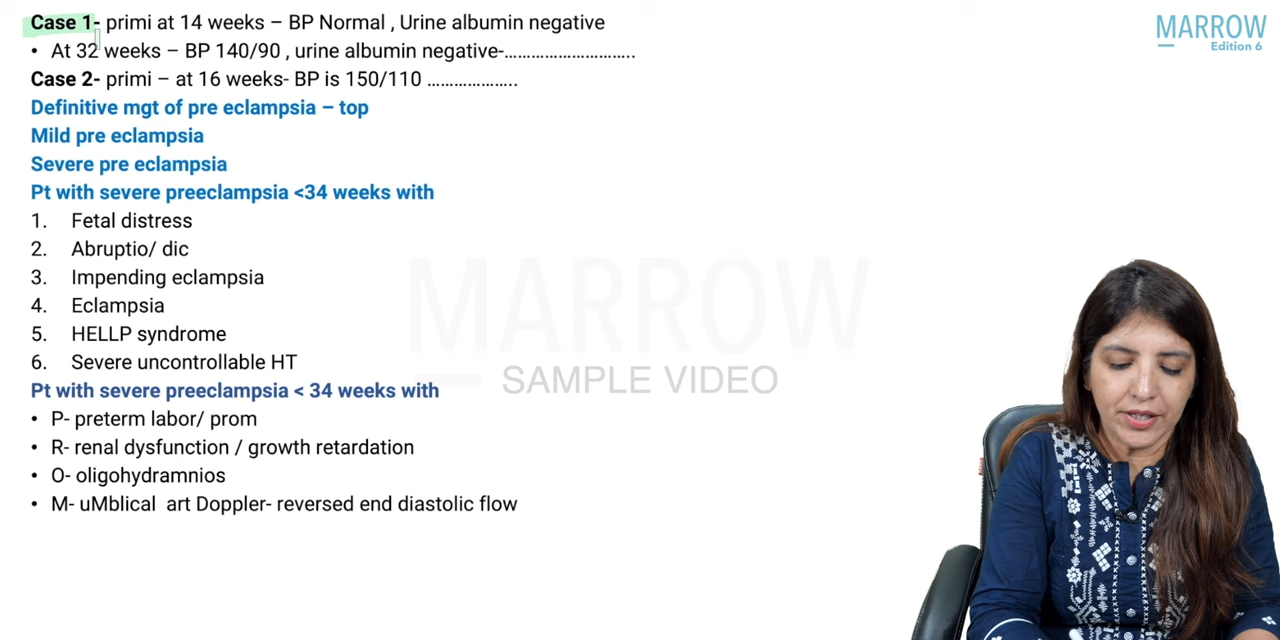 Case 1- primi at 14 weeks – BP Normal , Urine albumin negative
• At 32 weeks – BP 140/90 , urine albumin negative-……………………….
Case 2- primi – at 16 weeks- BP is 150/110 ………………..
Definitive mgt of pre eclampsia – top
Mild pre eclampsia
Severe pre eclampsia
Pt with severe preeclampsia <34 weeks with
1. Fetal distress
2. Abruptio/ dic
3. Impending eclampsia
4. Eclampsia
5. HELLP syndrome
6. Severe uncontrollable HT
Pt with severe preeclampsia < 34 weeks with
• P- preterm labor/ prom
• R- renal dysfunction / growth retardation
• O- oligohydramnios
• M- uMblical art Doppler- reversed end diastolic flow
MARROW
Edition 6
MARROW
SAMPLE VIDEO